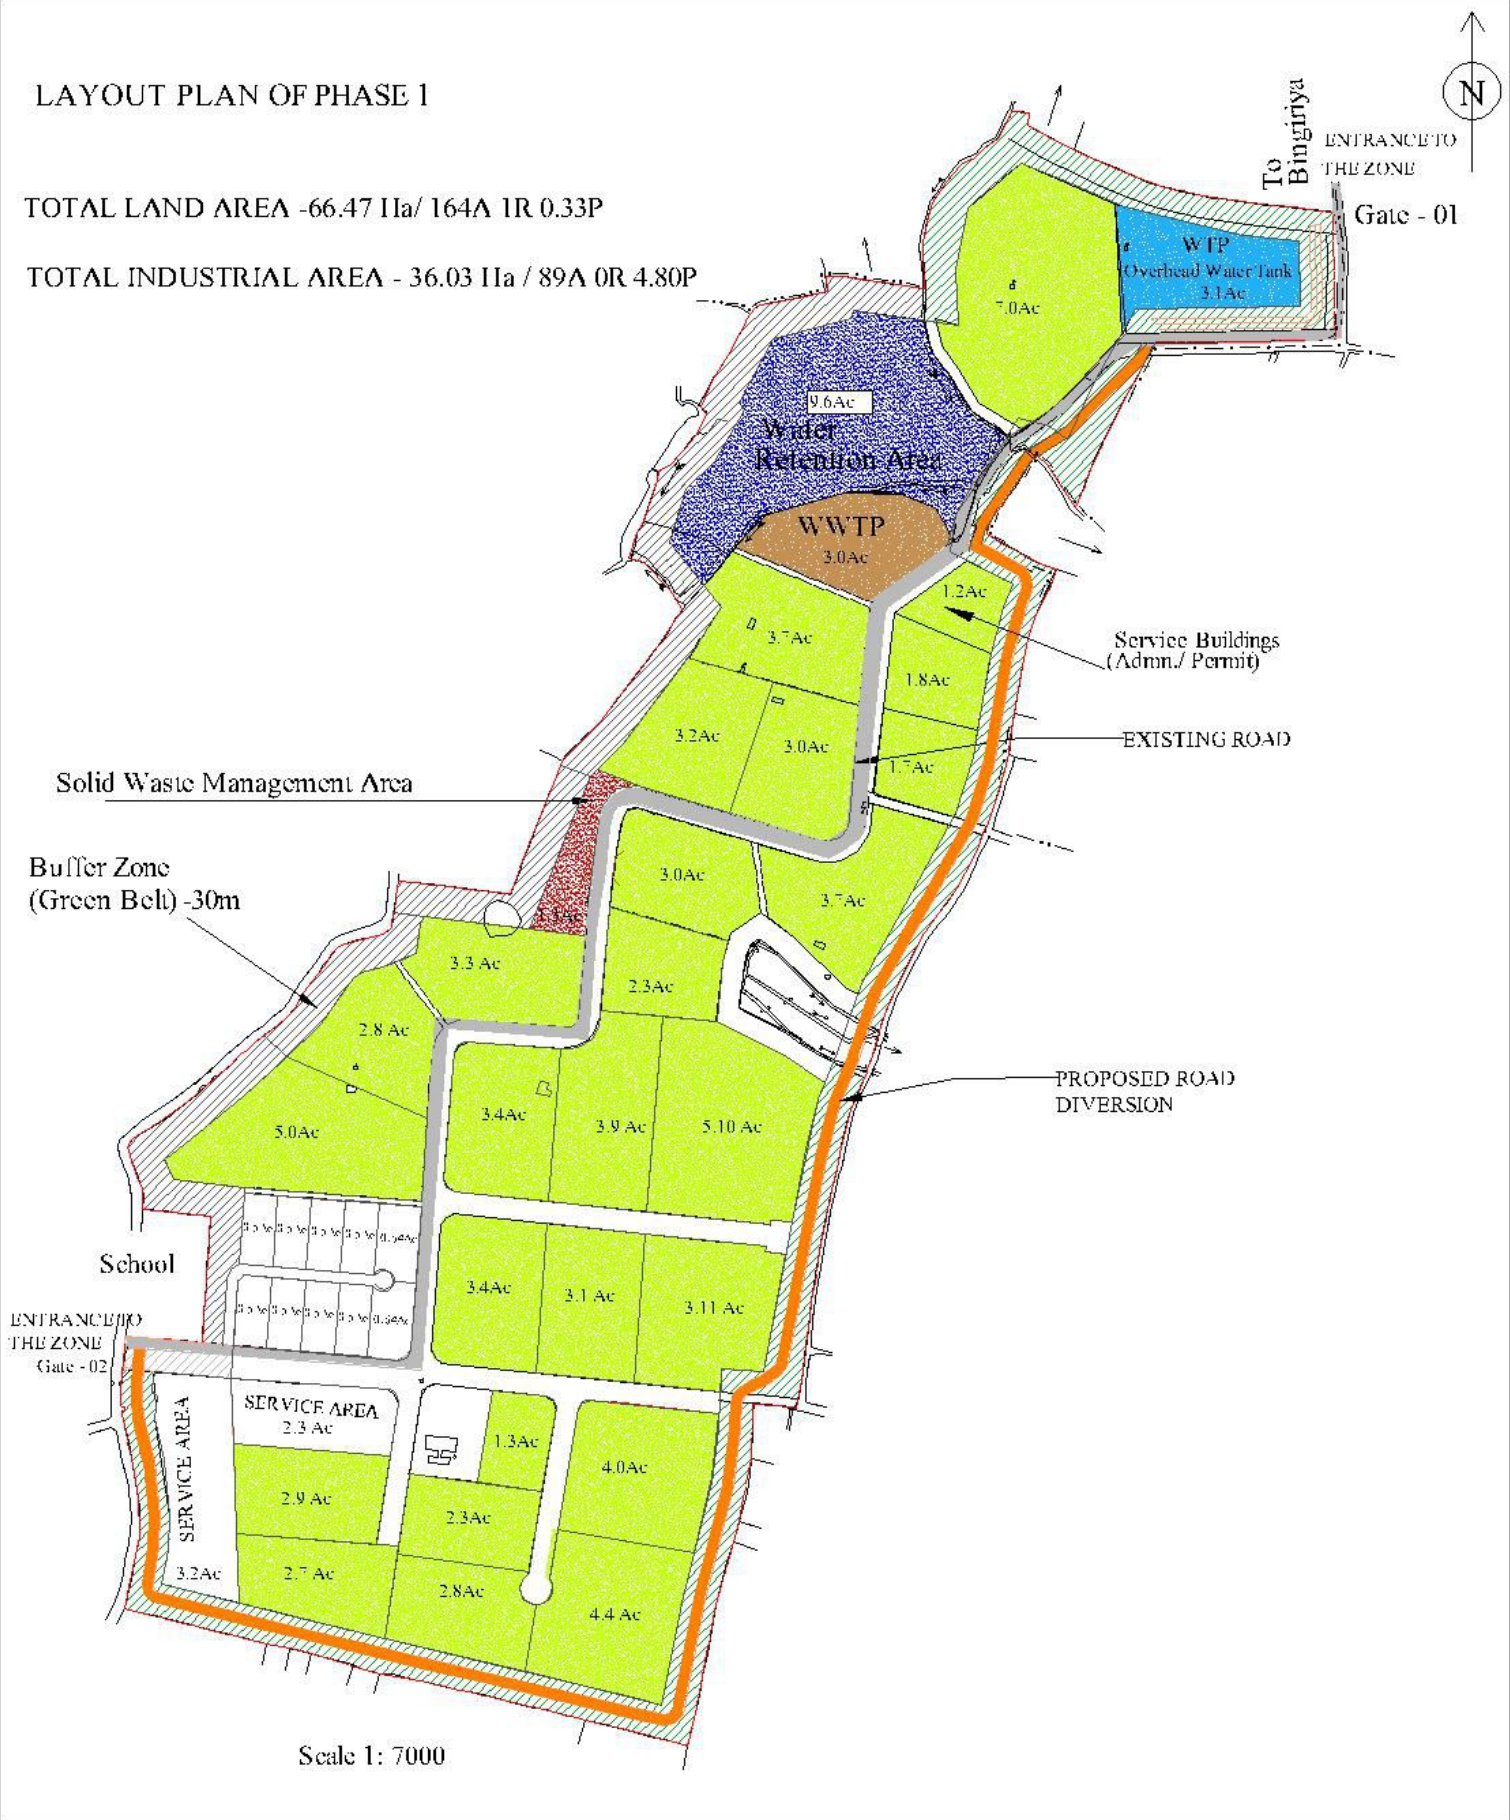 LAYOUT PLAN OF PHASE 1
N
To
Bingiriya
ENTRANCE TO
THE ZONE
Gate - 01
TOTAL LAND AREA -66.47 Ha/ 164A 1R 0.33P
TOTAL INDUSTRIAL AREA - 36.03 Ha / 89A 0R 4.80P
WTP
Overhead Water Tank
3.1Ac
7.0Ac
9.6Ac
Water
Retention Area
WWTP
3.0Ac
1.2Ac
Service Buildings
(Admn./ Permit)
3.7Ac
1.8Ac
3.2Ac
3.0Ac
EXISTING ROAD
1.7Ac
Solid Waste Management Area
Buffer Zone
(Green Belt) -30m
3.0Ac
3.7Ac
3.3 Ac
2.3Ac
2.8 Ac
PROPOSED ROAD
DIVERSION
3.4Ac
3.9 Ac
5.10 Ac
5.0Ac
School
3.4Ac
3.1 Ac
3.11 Ac
ENTRANCE TO
THE ZONE
Gate - 02
SERVICE AREA
2.3 Ac
SERVICE AREA
3.2Ac
1.3Ac
4.0Ac
2.9 Ac
2.3Ac
2.7 Ac
2.8Ac
4.4 Ac
Scale 1: 7000